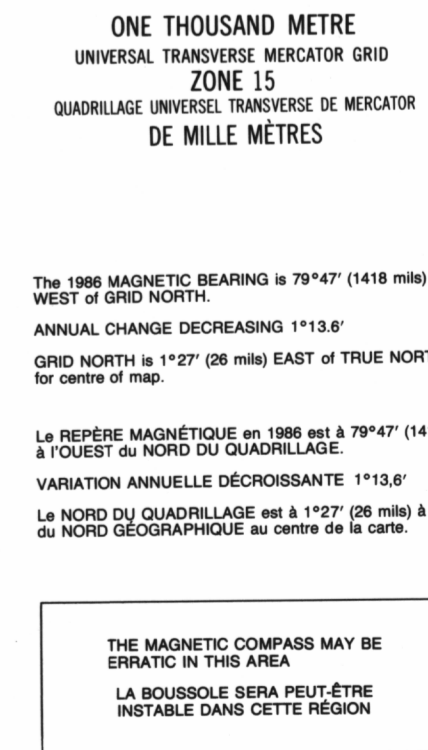 ONE THOUSAND METRE
UNIVERSAL TRANSVERSE MERCATOR GRID
ZONE 15
QUADRILLAGE UNIVERSEL TRANSVERSE DE MERCATOR
DE MILLE MÈTRES
The 1986 MAGNETIC BEARING is 79°47′ (1418 mils)
WEST of GRID NORTH.
ANNUAL CHANGE DECREASING 1°13.6′
GRID NORTH is 1°27′ (26 mils) EAST of TRUE NORT
for centre of map.
Le REPÈRE MAGNÉTIQUE en 1986 est à 79°47′ (14
à l'OUEST du NORD DU QUADRILLAGE.
VARIATION ANNUELLE DÉCROISSANTE 1°13,6′
Le NORD DU QUADRILLAGE est à 1°27′ (26 mils) à
du NORD GÉOGRAPHIQUE au centre de la carte.
THE MAGNETIC COMPASS MAY BE
ERRATIC IN THIS AREA
LA BOUSSOLE SERA PEUT-ÊTRE
INSTABLE DANS CETTE RÉGION